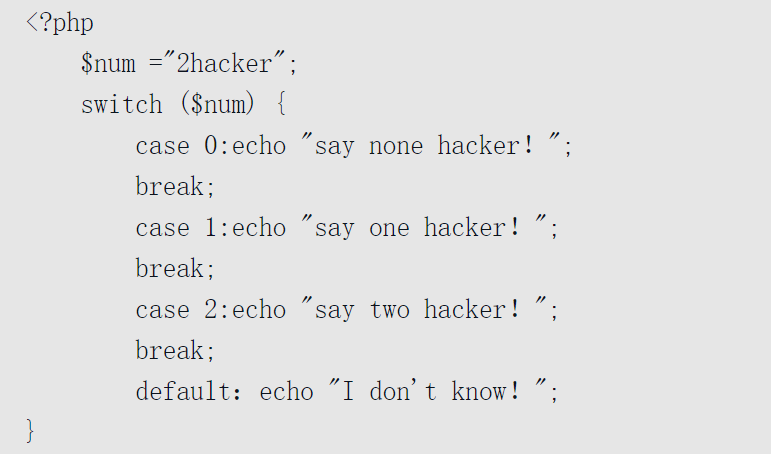 <?php
$num ="2hacker";
switch ($num) {
case 0:echo "say none hacker! ";
break;
case 1:echo "say one hacker! ";
break;
case 2:echo "say two hacker! ";
break;
default：echo "I don't know! ";
}